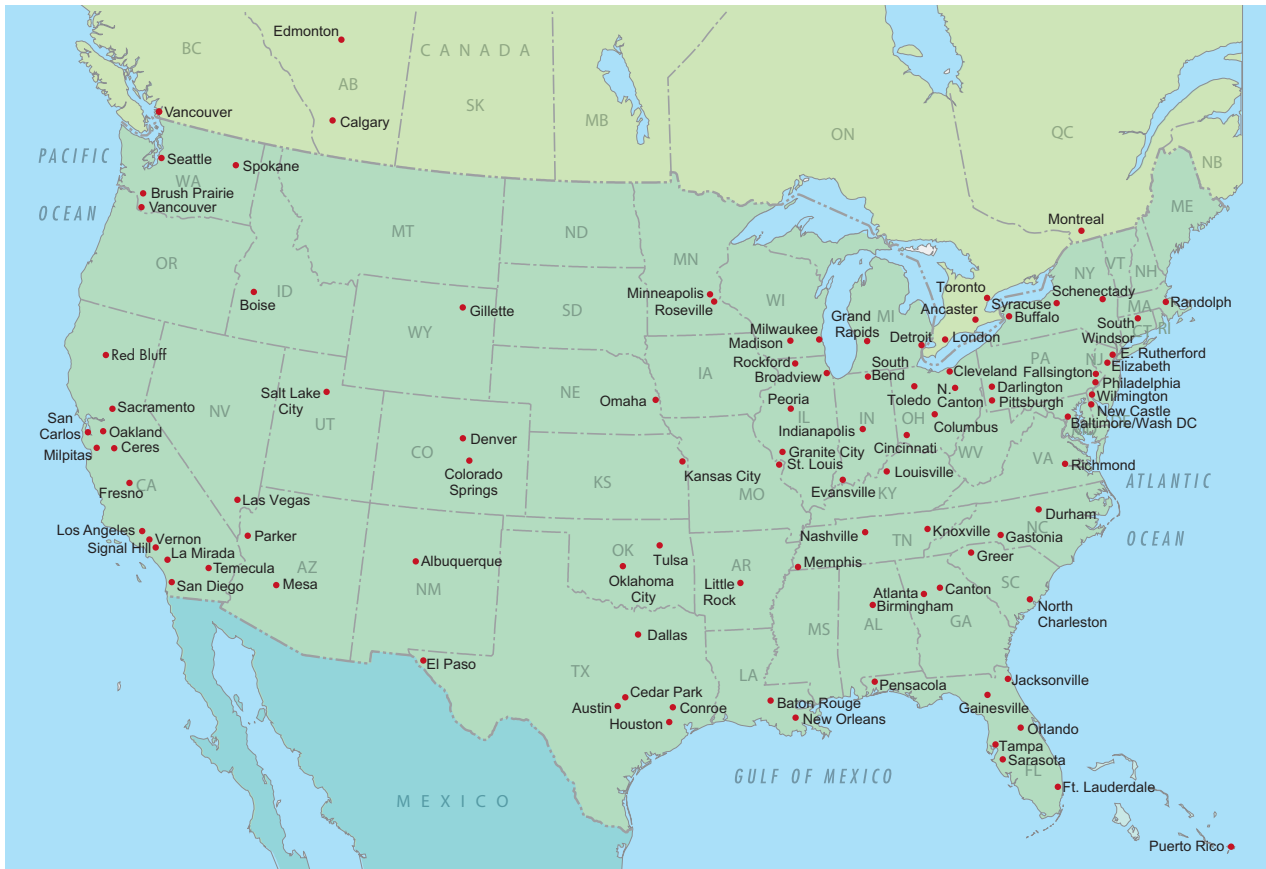 Edmonton
BC
CANADA
AB
SK
MB
ON
QC
NB
Vancouver
Calgary
PACIFIC
OCEAN
Seattle
Spokane
WA
Brush Prairie
Vancouver
MT
ND
ME
Montreal
OR
ID
Boise
MN
NY
VT
NH
Minneapolis
Roseville
WI
MI
Toronto
Syracuse
Schenectady
Ancaster
Buffalo
MA
Randolph
Gillette
WY
SD
Milwaukee
Madison
Grand
Rapids
Detroit
London
South
Windsor
CT
RI
Red Bluff
Rockford
Broadview
South
Bend
Cleveland
PA
NJ
E. Rutherford
Elizabeth
Fallsington
IA
Salt Lake
City
NE
Omaha
Toledo
N.
Canton
Darlington
Pittsburgh
Philadelphia
Wilmington
New Castle
Baltimore/Wash DC
DE
San
Carlos
Sacramento
Oakland
Milpitas
Ceres
NV
UT
Peoria
IL
IN
OH
Columbus
Indianapolis
Cincinnati
Denver
CO
Colorado
Springs
Granite City
St. Louis
WV
VA
Richmond
Kansas City
KS
MO
Louisville
Evansville
KY
ATLANTIC
OCEAN
Fresno
CA
Las Vegas
Durham
NC
Los Angeles
Vernon
Signal Hill
Parker
La Mirada
Temecula
San Diego
AZ
Mesa
Albuquerque
NM
OK
Tulsa
Oklahoma
City
AR
Little
Rock
Nashville
TN
Knoxville
Gastonia
Greer
Memphis
SC
Atlanta
Canton
Birmingham
North
Charleston
MS
AL
GA
Dallas
El Paso
TX
LA
Cedar Park
Austin
Conroe
Houston
Baton Rouge
New Orleans
Pensacola
Jacksonville
Gainesville
Orlando
Tampa
Sarasota
FL
Ft. Lauderdale
GULF OF MEXICO
MEXICO
Puerto Rico